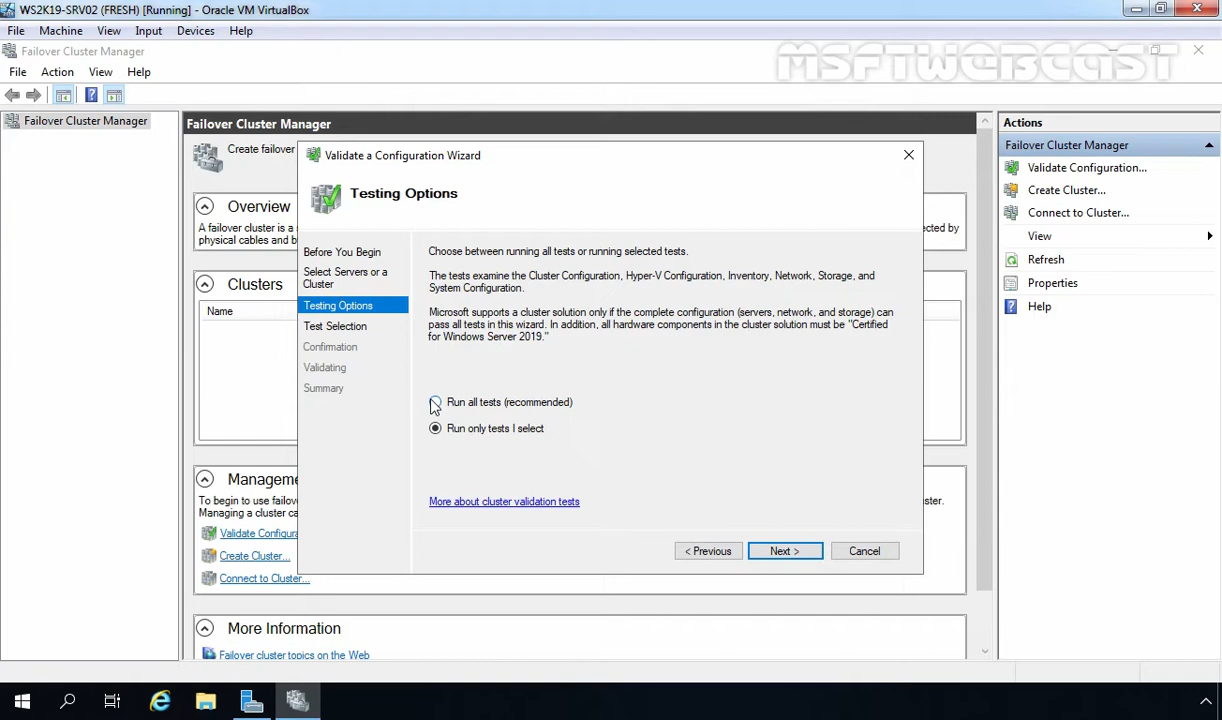 WS2K19-SRV02 (FRESH) [Running] - Oracle VM VirtualBox
File Machine View Input Devices Help
Failover Cluster Manager
MSFTWEBCAST
File Action View Help
Failover Cluster Manager
Failover Cluster Manager
Create failover
Overview
A failover cluster is a
physical cables and b
ected by
Clusters
Name
Manageme
To begin to use failov
Managing a cluster ca
ster.
Validate Configura
Create Cluster...
Connect to Cluster...
More Information
Failover cluster topics on the Web
Validate a Configuration Wizard
Testing Options
Before You Begin
Select Servers or a
Cluster
Testing Options
Test Selection
Confirmation
Validating
Summary
Choose between running all tests or running selected tests.
The tests examine the Cluster Configuration, Hyper-V Configuration, Inventory, Network, Storage, and
System Configuration.
Microsoft supports a cluster solution only if the complete configuration (servers, network, and storage) can
pass all tests in this wizard. In addition, all hardware components in the cluster solution must be "Certified
for Windows Server 2019."
Run all tests (recommended)
Run only tests I select
More about cluster validation tests
< Previous
Next >
Cancel
Actions
Failover Cluster Manager
Validate Configuration...
Create Cluster...
Connect to Cluster...
View
Refresh
Properties
Help